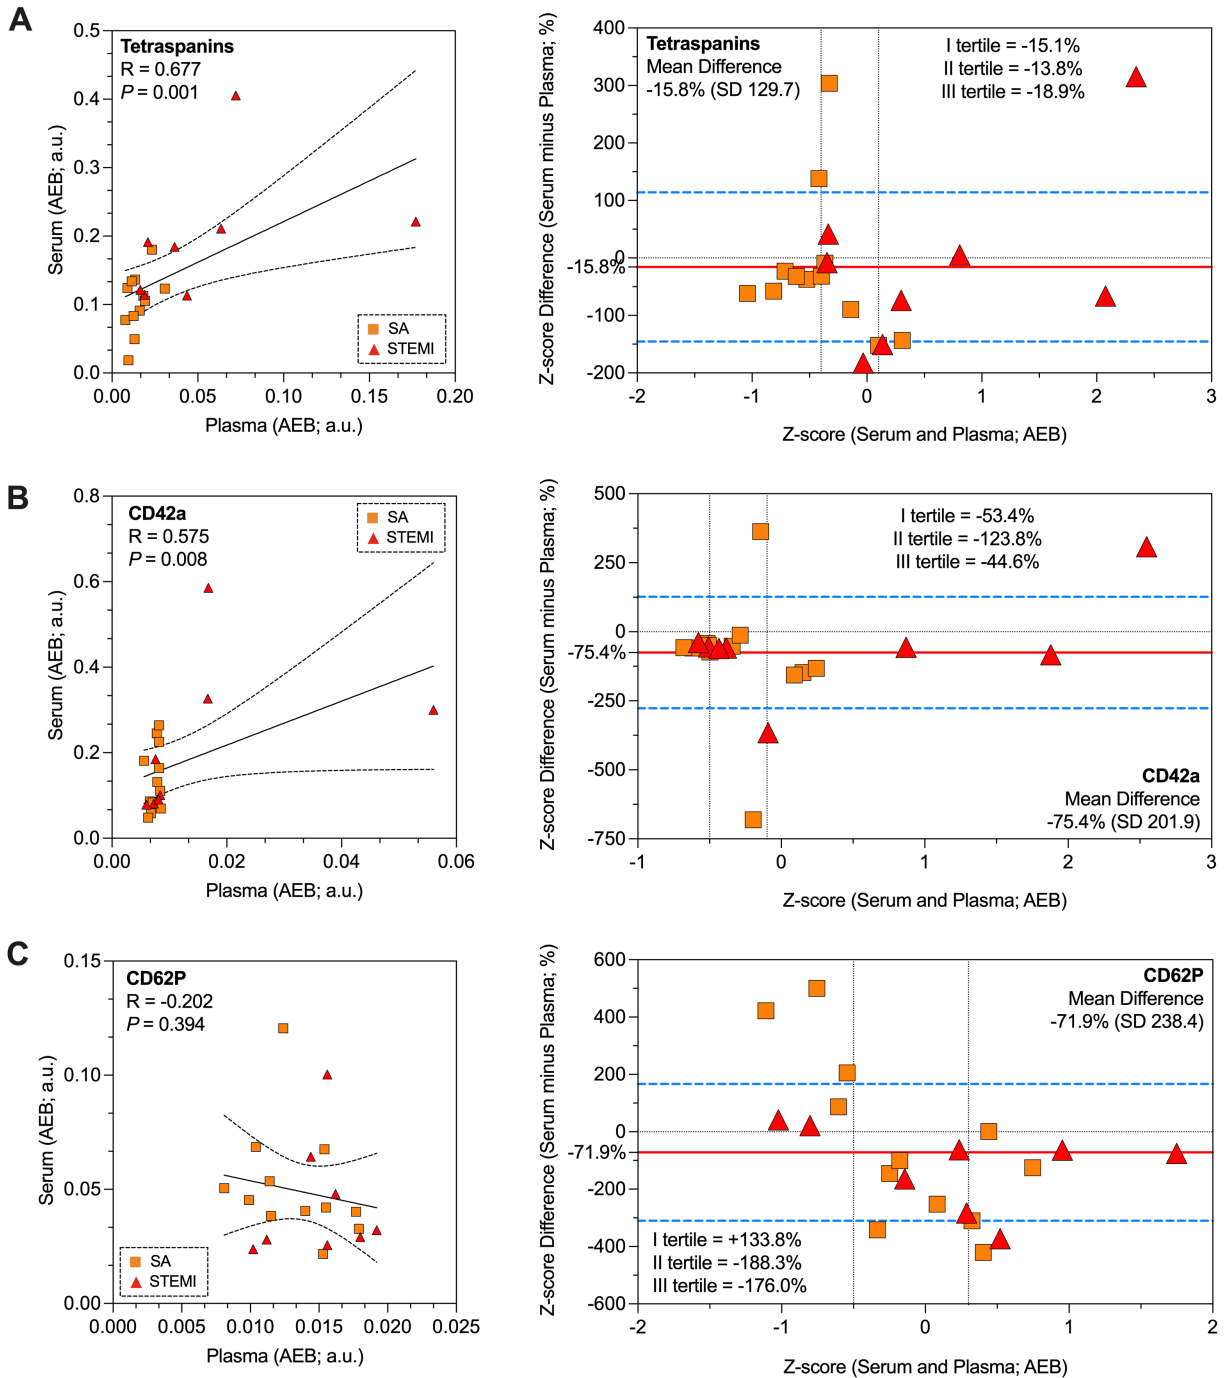 A
Tetraspanins
R = 0.677
P = 0.001
0.5
0.4
0.3
0.2
0.1
0.0
Serum (AEB; a.u.)
SA
STEMI
0.00
0.05
0.10
0.15
0.20
Plasma (AEB; a.u.)
Tetraspanins
Mean Difference
-15.8% (SD 129.7)
I tertile = -15.1%
II tertile = -13.8%
III tertile = -18.9%
400
300
200
100
0
-15.8%
-100
-200
Z-score Difference (Serum minus Plasma; %)
-2
-1
0
1
2
3
Z-score (Serum and Plasma; AEB)
B
CD42a
R = 0.575
P = 0.008
SA
STEMI
0.8
0.6
0.4
0.2
0.0
Serum (AEB; a.u.)
0.00
0.02
0.04
0.06
Plasma (AEB; a.u.)
I tertile = -53.4%
II tertile = -123.8%
III tertile = -44.6%
500
250
0
-75.4%
-250
-500
-750
Z-score Difference (Serum minus Plasma; %)
CD42a
Mean Difference
-75.4% (SD 201.9)
-1
0
1
2
3
Z-score (Serum and Plasma; AEB)
C
CD62P
R = -0.202
P = 0.394
0.15
0.10
0.05
0.00
Serum (AEB; a.u.)
SA
STEMI
0.000
0.005
0.010
0.015
0.020
0.025
Plasma (AEB; a.u.)
CD62P
Mean Difference
-71.9% (SD 238.4)
600
400
200
0
-71.9%
-200
-400
-600
Z-score Difference (Serum minus Plasma; %)
I tertile = +133.8%
II tertile = -188.3%
III tertile = -176.0%
-2
-1
0
1
2
Z-score (Serum and Plasma; AEB)